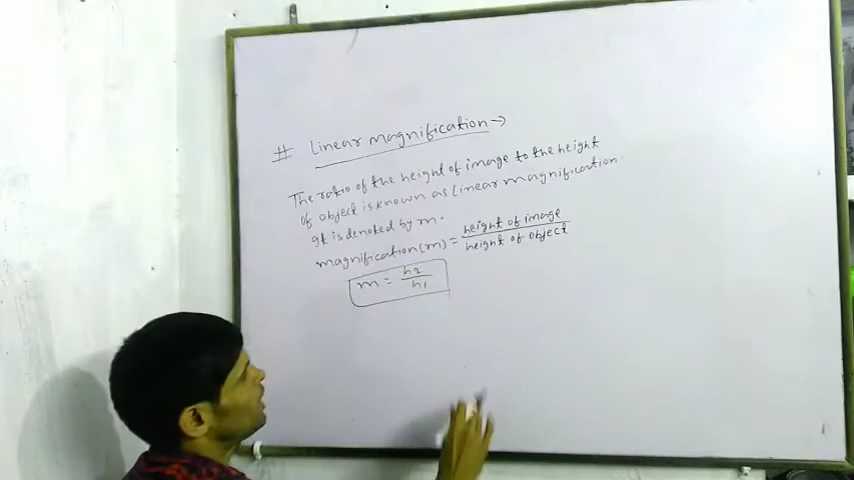 # Linear magnification →
The ratio of the height of image to the height
of object is known as Linear magnification.
It is denoted by m.
magnification(m) = height of image / height of object
m = h₂ / h₁